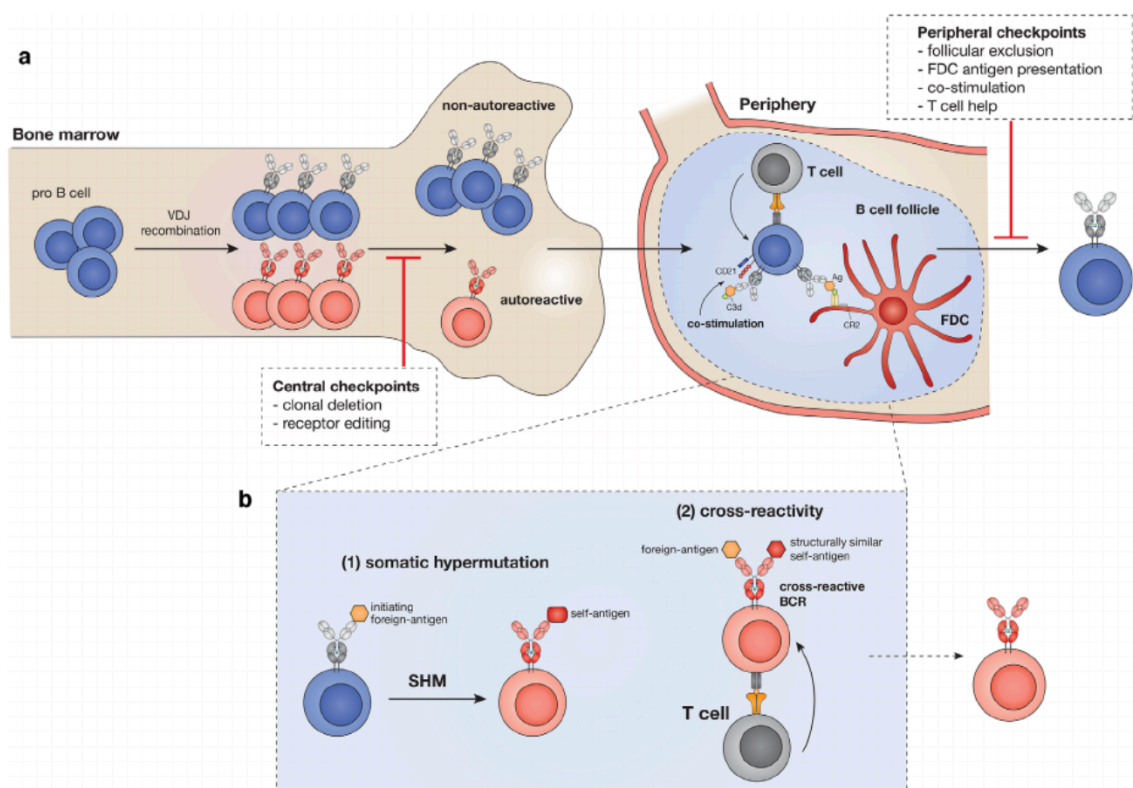 a
Bone marrow
pro B cell
VDJ
recombination
non-autoreactive
autoreactive
Central checkpoints
- clonal deletion
- receptor editing
Periphery
T cell
B cell follicle
CD21
C3d
co-stimulation
Ag
CR2
FDC
Peripheral checkpoints
- follicular exclusion
- FDC antigen presentation
- co-stimulation
- T cell help
b
(1) somatic hypermutation
initiating
foreign-antigen
SHM
self-antigen
(2) cross-reactivity
foreign-antigen
structurally similar
self-antigen
cross-reactive
BCR
T cell